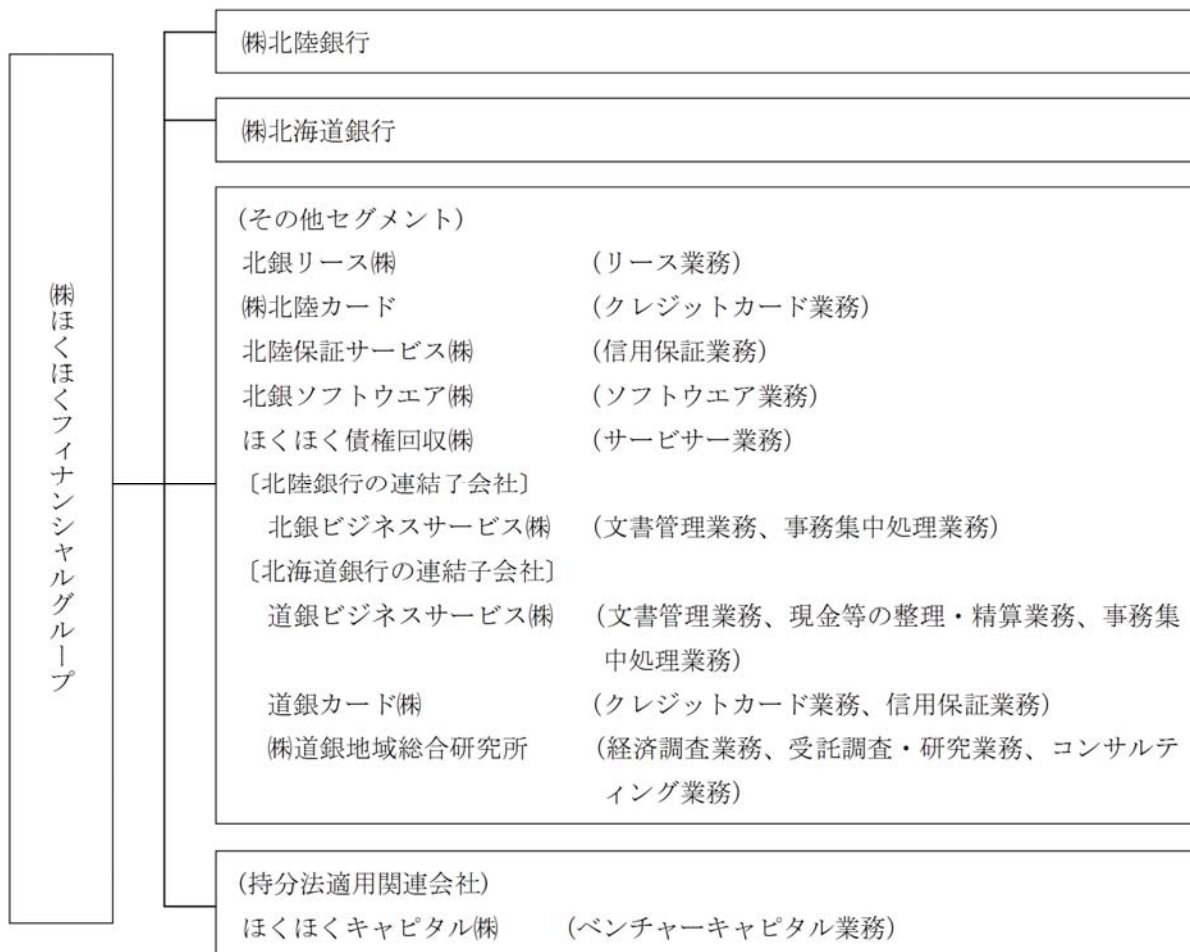 ㈱ほくほくフィナンシャルグループ
㈱北陸銀行
㈱北海道銀行
(その他セグメント)
北銀リース㈱ (リース業務)
㈱北陸カード (クレジットカード業務)
北陸保証サービス㈱ (信用保証業務)
北銀ソフトウエア㈱ (ソフトウエア業務)
ほくほく債権回収㈱ (サービサー業務)
〔北陸銀行の連結子会社〕
北銀ビジネスサービス㈱ (文書管理業務、事務集中処理業務)
〔北海道銀行の連結子会社〕
道銀ビジネスサービス㈱ (文書管理業務、現金等の整理・精算業務、事務集
中処理業務)
道銀カード㈱ (クレジットカード業務、信用保証業務)
㈱道銀地域総合研究所 (経済調査業務、受託調査・研究業務、コンサルテ
ィング業務)
(持分法適用関連会社)
ほくほくキャピタル㈱ (ベンチャーキャピタル業務)